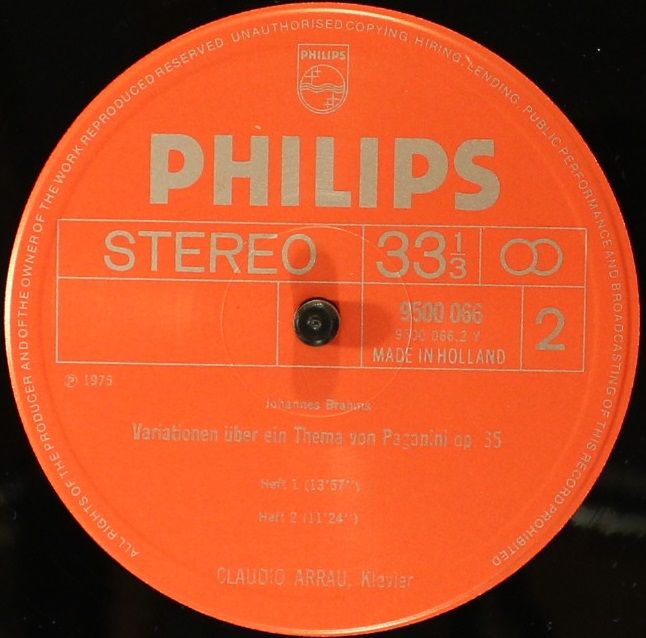 ALL RIGHTS OF THE PRODUCER AND OF THE OWNER OF THE WORK REPRODUCED RESERVED. UNAUTHORISED COPYING, HIRING, LENDING, PUBLIC PERFORMANCE AND BROADCASTING OF THIS RECORD PROHIBITED
PHILIPS
PHILIPS
STEREO 33 1/3
9500 066
9500 066.2 Y
MADE IN HOLLAND
2
℗ 1975
Johannes Brahms
Variationen über ein Thema von Paganini op. 35
Heft 1 (13'57'')
Heft 2 (11'24'')
CLAUDIO ARRAU, Klavier